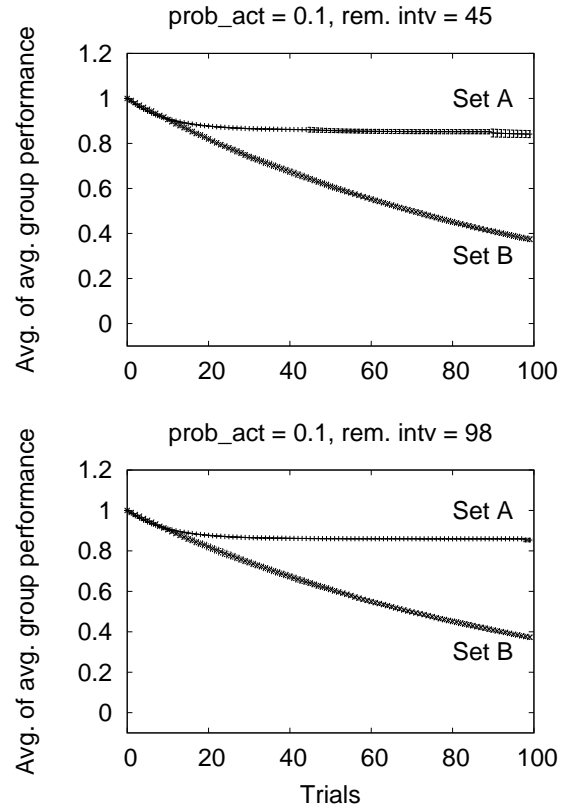 prob_act = 0.1, rem. intv = 45
Avg. of avg. group performance
1.2
1
0.8
0.6
0.4
0.2
0
Set A
Set B
0 20 40 60 80 100
prob_act = 0.1, rem. intv = 98
Avg. of avg. group performance
1.2
1
0.8
0.6
0.4
0.2
0
Set A
Set B
0 20 40 60 80 100
Trials